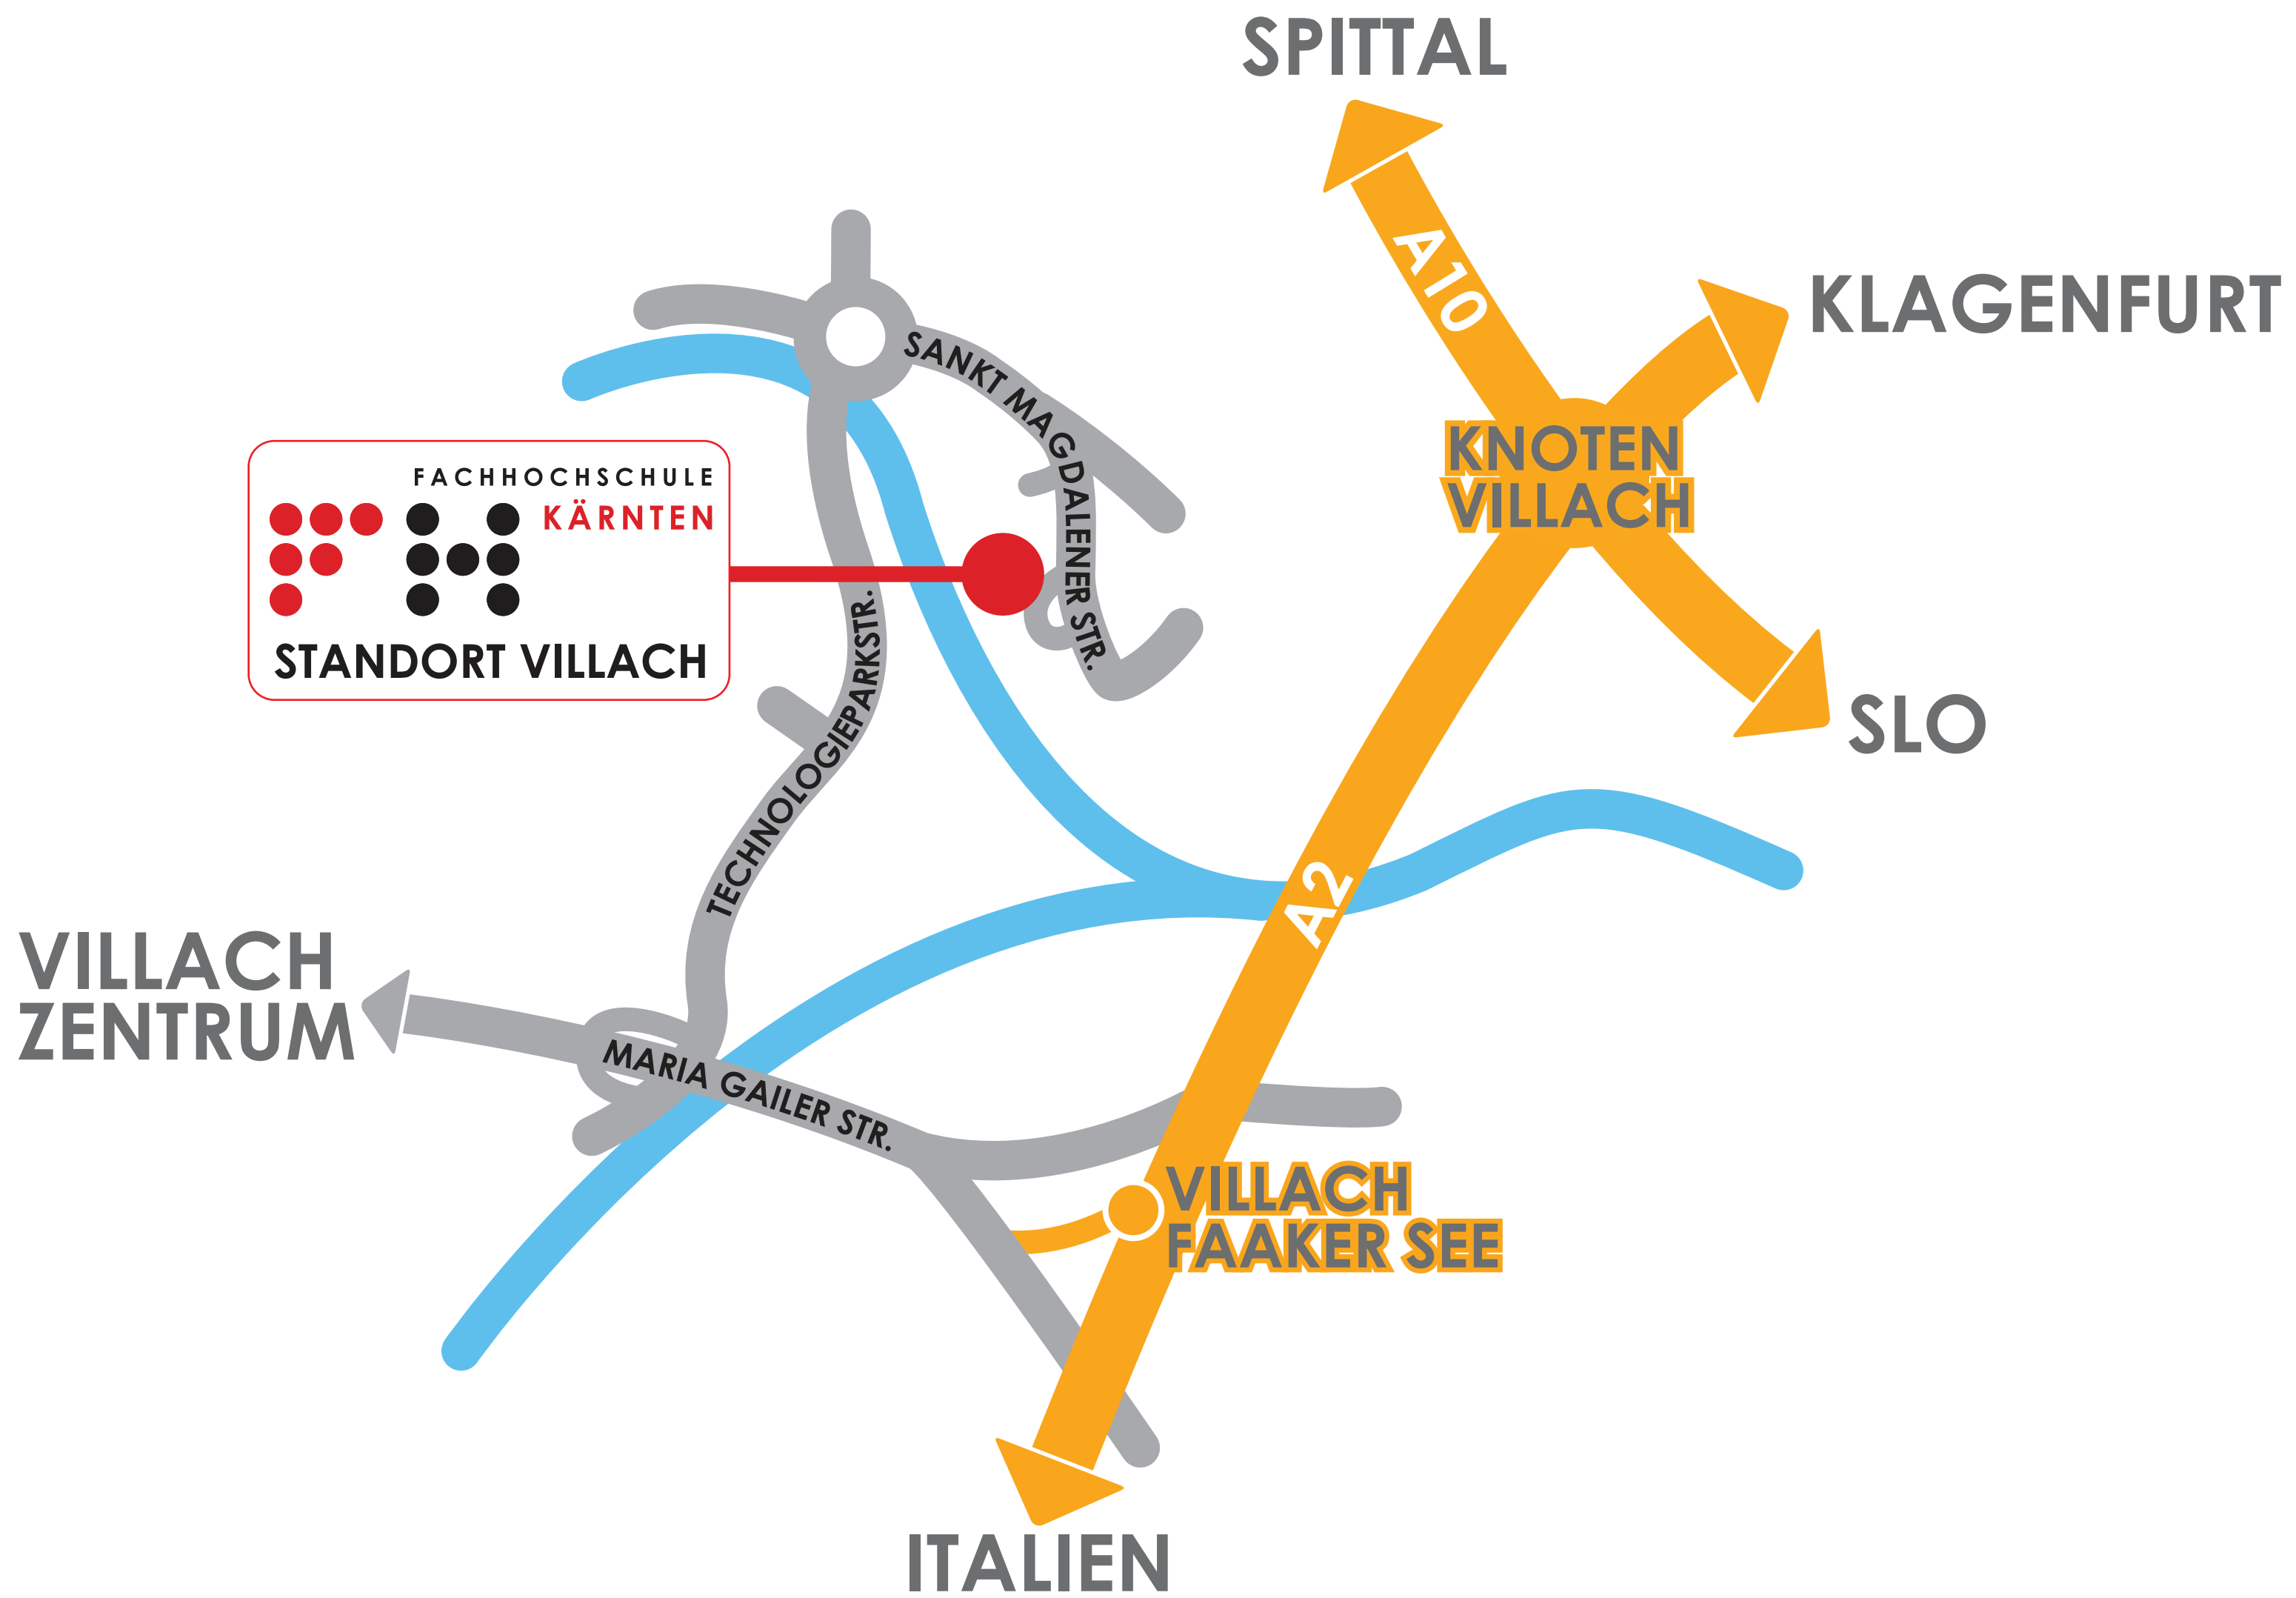 SPITTAL
A10
KLAGENFURT
SANKT MAGDALENER STR.
KNOTEN
VILLACH
FACHHOCHSCHULE
KÄRNTEN
FH
STANDORT VILLACH
TECHNOLOGIEPARKSTR.
SLO
A2
VILLACH
ZENTRUM
MARIA GAILER STR.
VILLACH
FAAKER SEE
ITALIEN